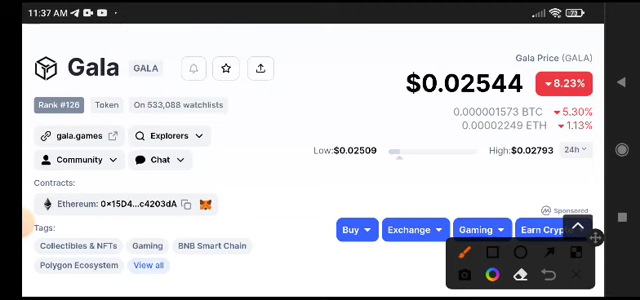 11:37 AM
73
Gala GALA
Gala Price (GALA)
$0.02544 8.23%
Rank #126 Token On 533,088 watchlists
0.000001573 BTC 5.30%
0.00002249 ETH 1.13%
gala.games Explorers
Community Chat
Low:$0.02509 High:$0.02793 24h
Contracts:
Ethereum: 0x15D4...c4203dA
Sponsored
Tags:
Buy Exchange Gaming Earn Cryp
Collectibles & NFTs Gaming BNB Smart Chain
Polygon Ecosystem View all